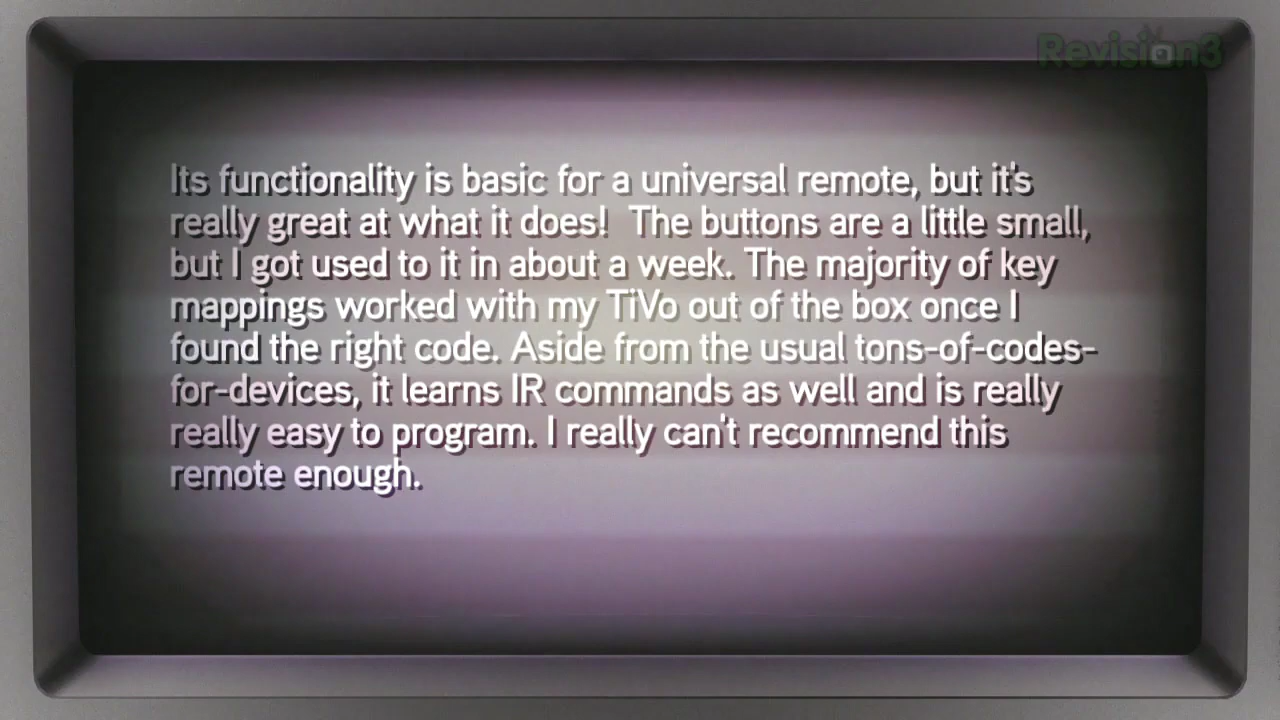 Revision3
Its functionality is basic for a universal remote, but it's
really great at what it does!  The buttons are a little small,
but I got used to it in about a week. The majority of key
mappings worked with my TiVo out of the box once I
found the right code. Aside from the usual tons-of-codes-
for-devices, it learns IR commands as well and is really
really easy to program. I really can't recommend this
remote enough.